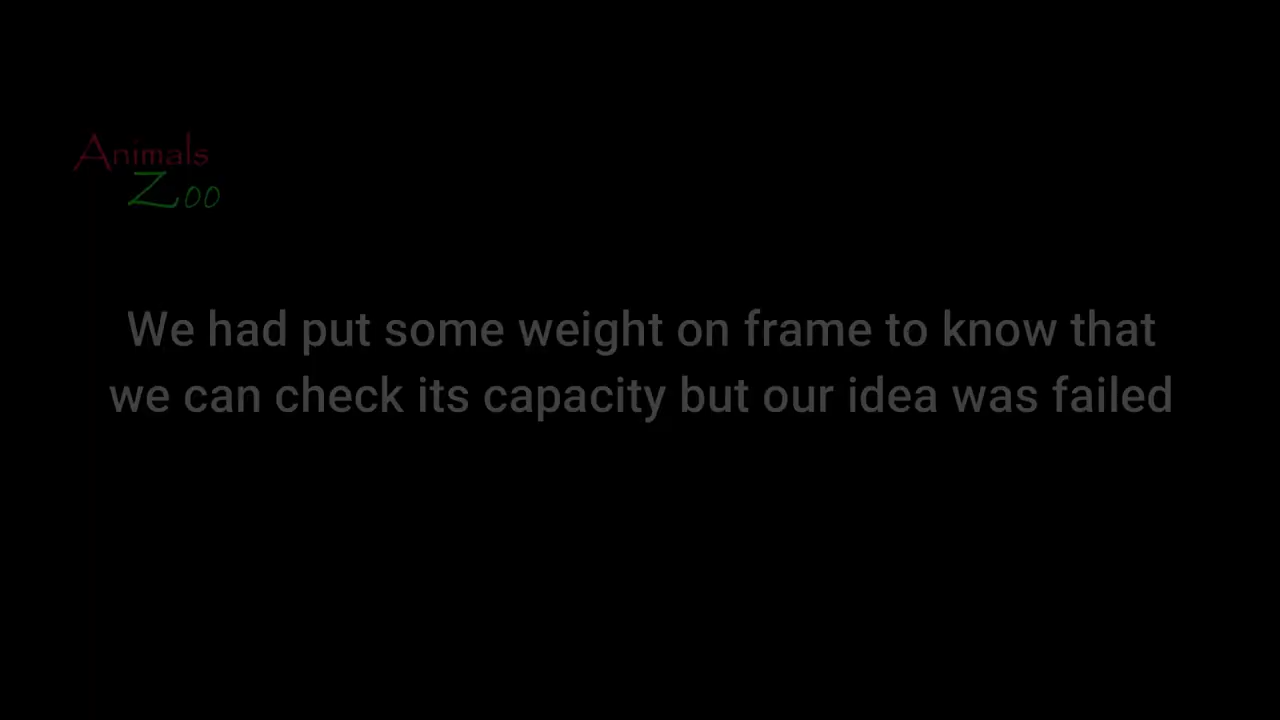 Animals
Zoo
We had put some weight on frame to know that
we can check its capacity but our idea was failed